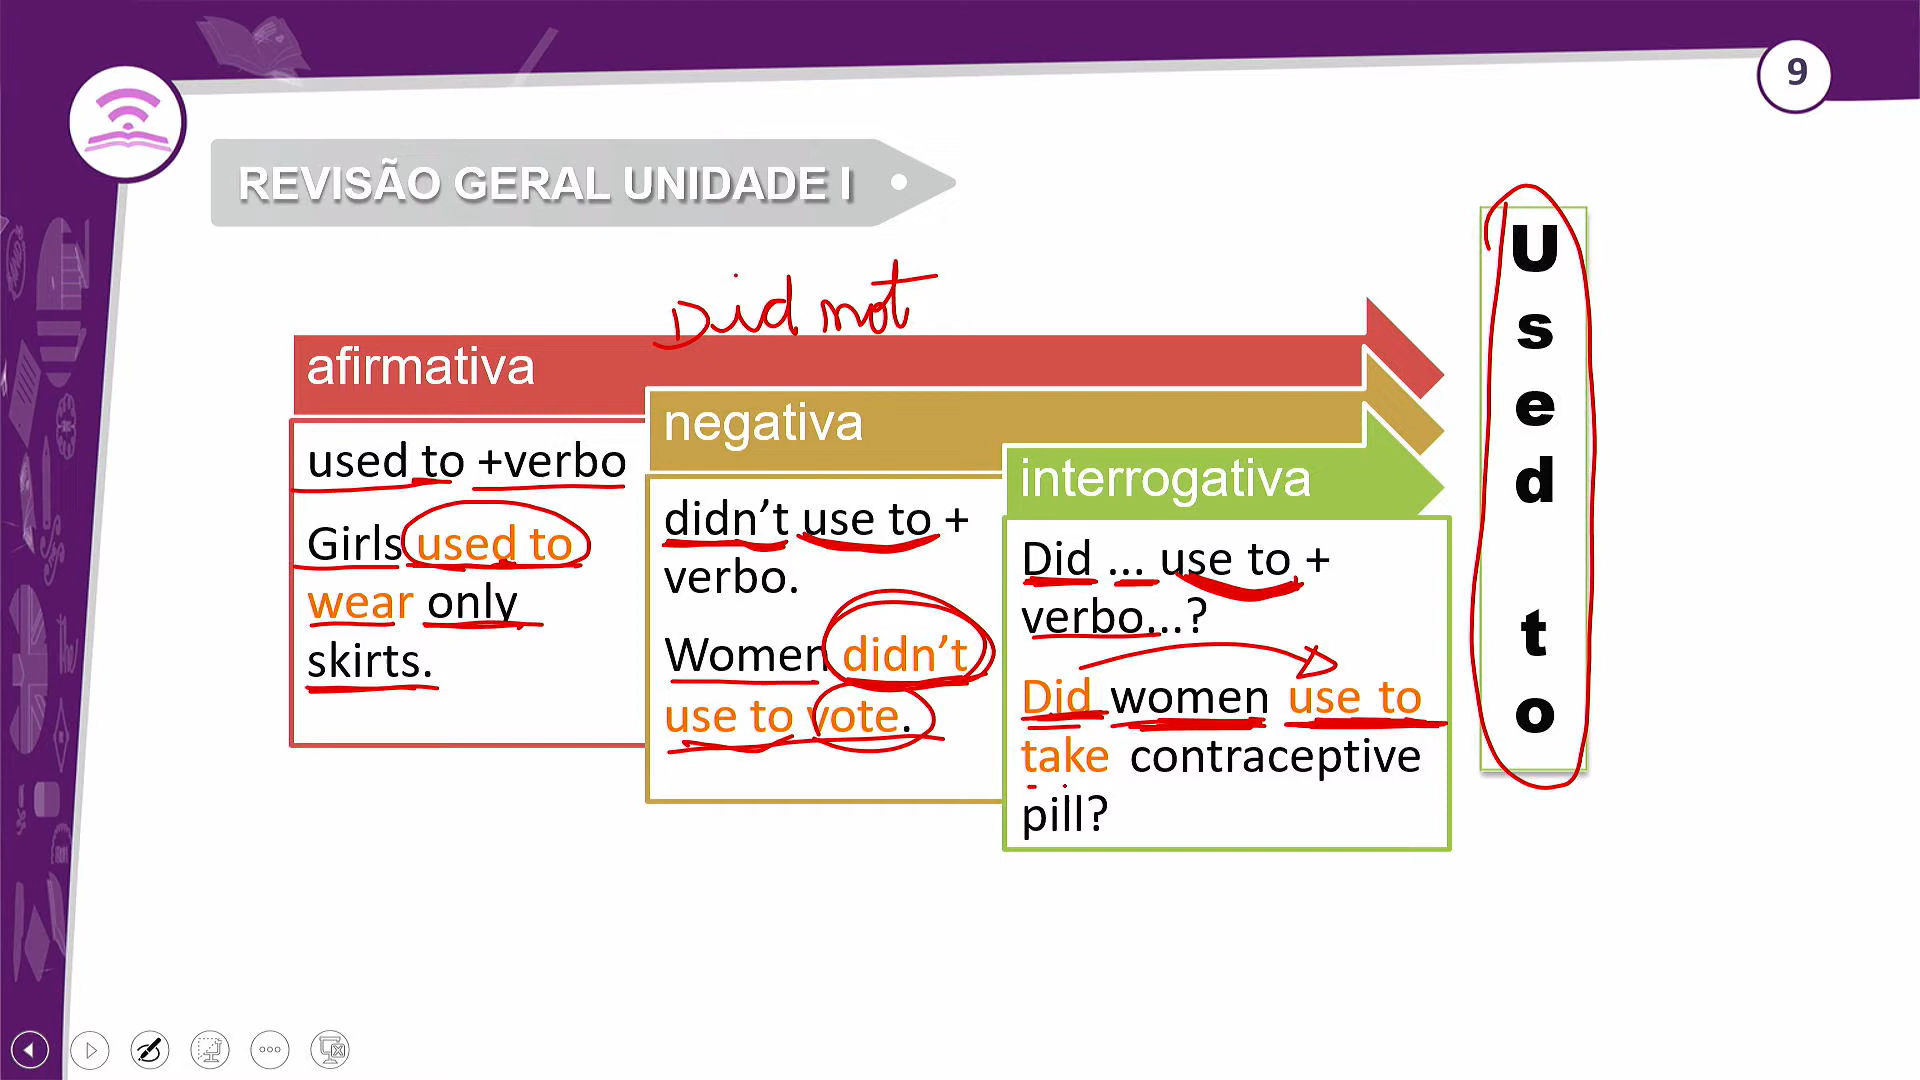 9
REVISÃO GERAL UNIDADE I
Did not
afirmativa
used to +verbo
Girls used to
wear only
skirts.
negativa
didn’t use to +
verbo.
Women didn’t
use to vote.
interrogativa
Did ... use to +
verbo...?
Did women use to
take contraceptive
pill?
Used to